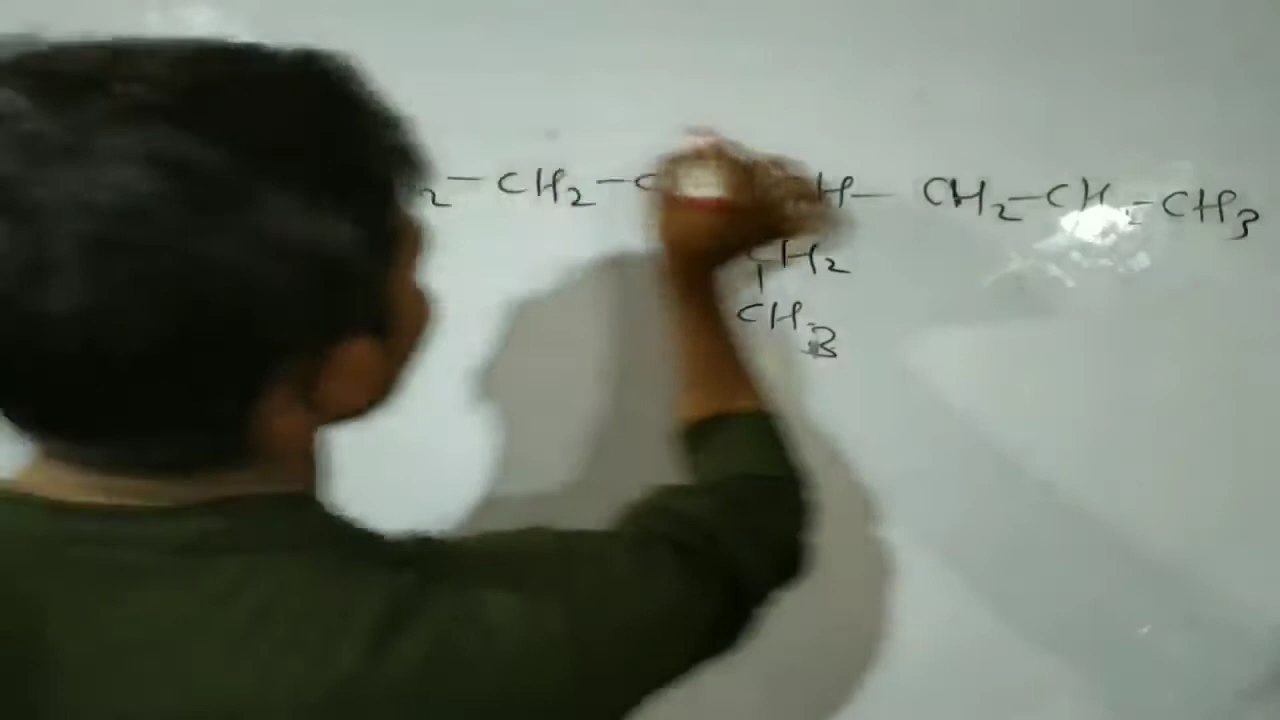 2 – CH2 – C H – CH2 – CH2 – CH3
CH2
|
CH3